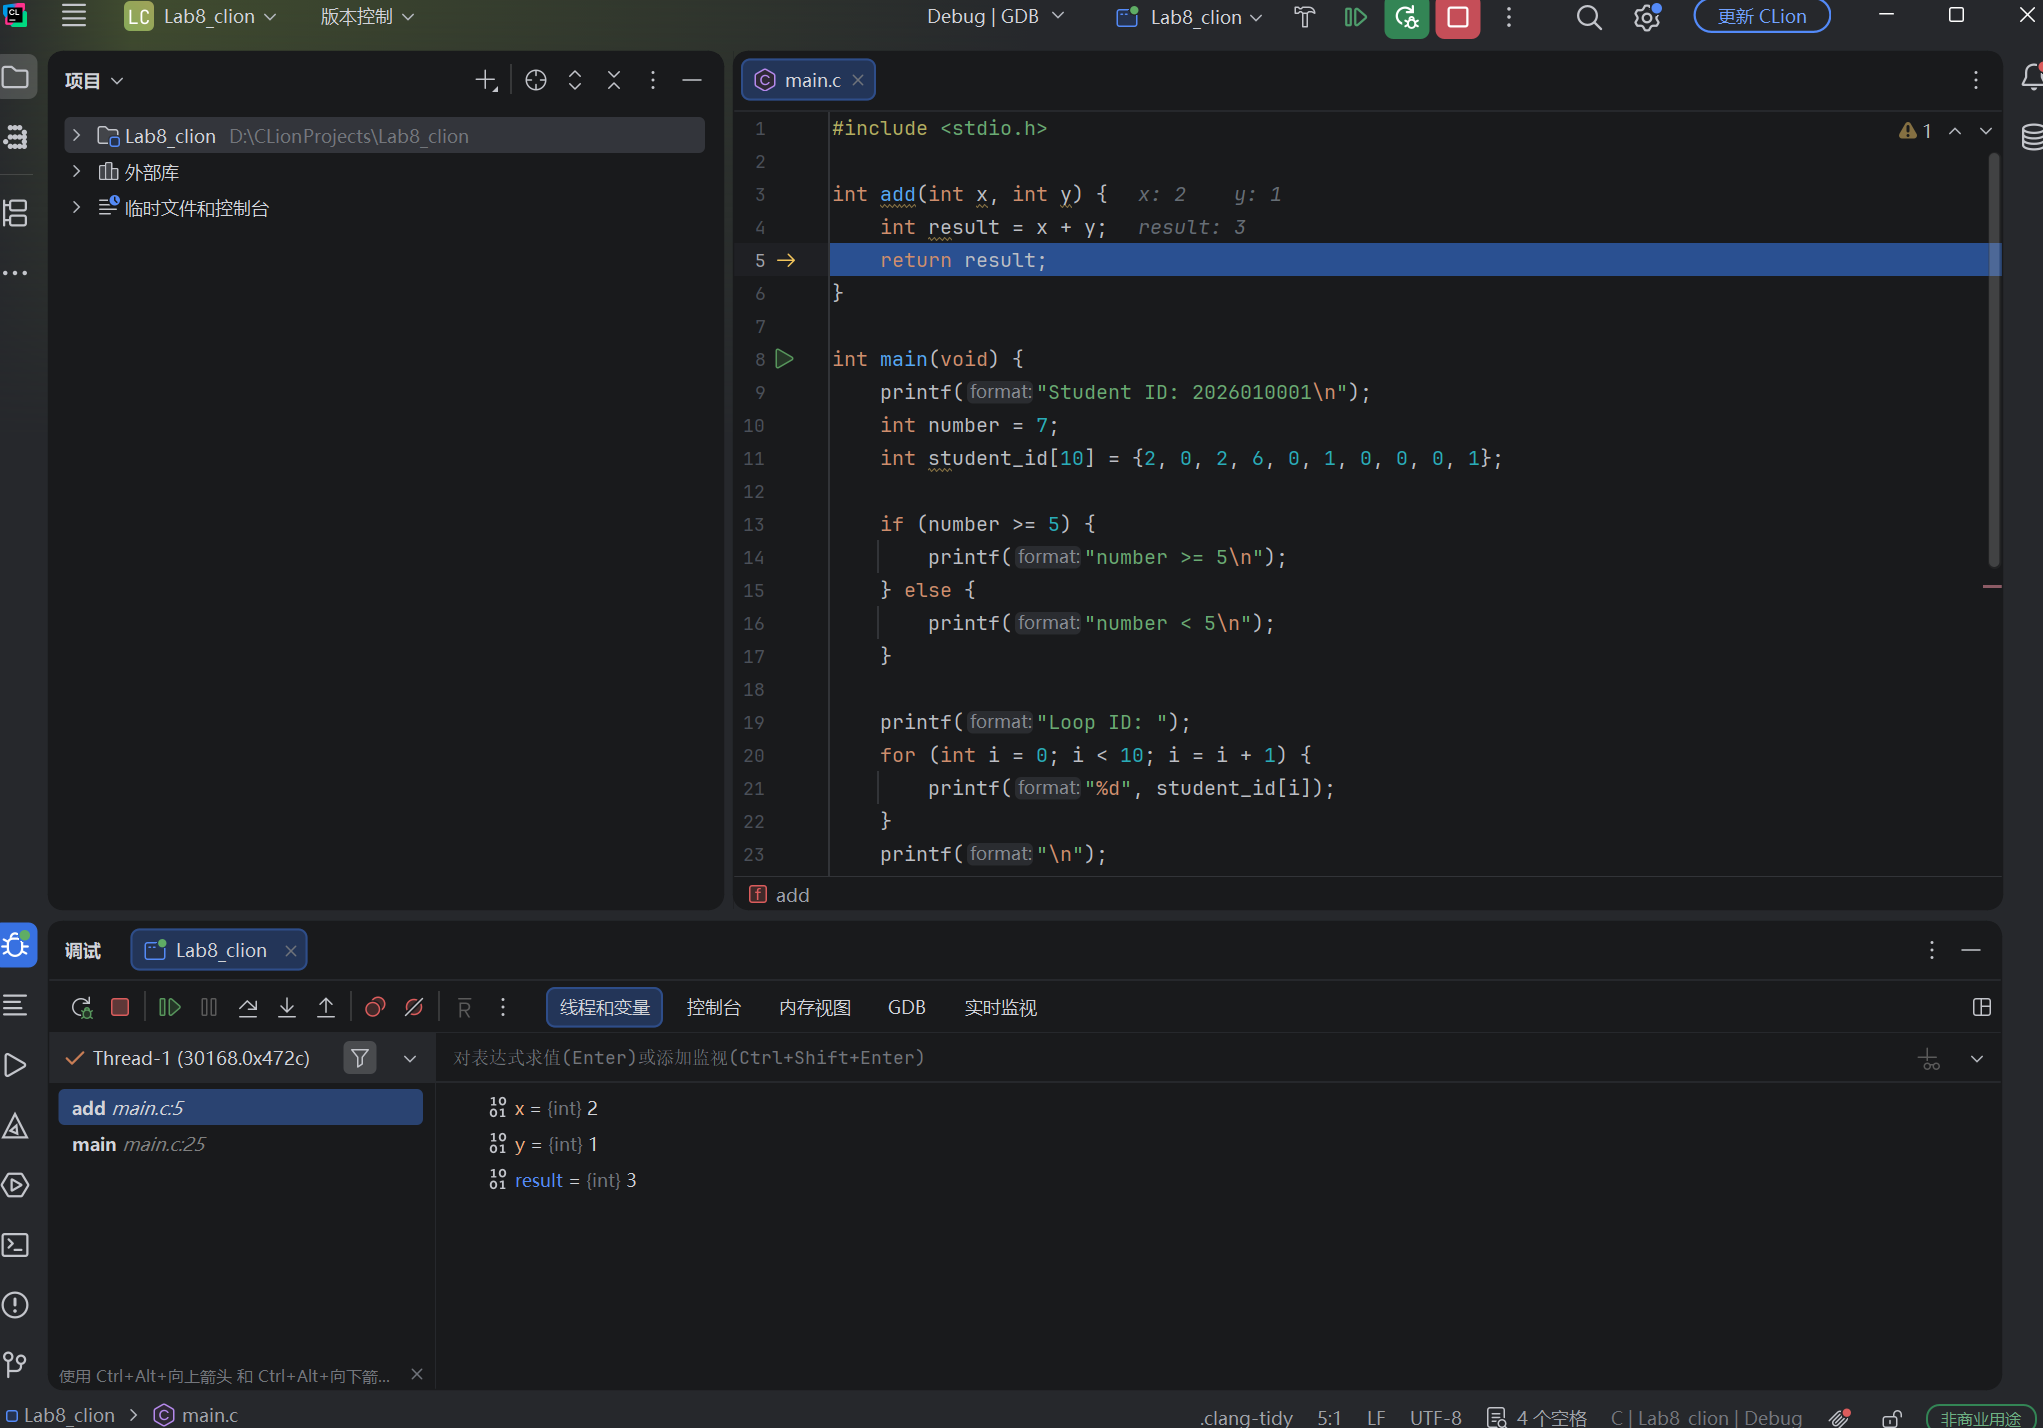 LC Lab8_clion 版本控制 Debug | GDB Lab8_clion 更新 CLion
项目
Lab8_clion D:\CLionProjects\Lab8_clion
外部库
临时文件和控制台
main.c
1 #include <stdio.h>
2
3 int add(int x, int y) { x: 2 y: 1
4 int result = x + y; result: 3
5 return result;
6 }
7
8 int main(void) {
9 printf(format:"Student ID: 2026010001\n");
10 int number = 7;
11 int student_id[10] = {2, 0, 2, 6, 0, 1, 0, 0, 0, 1};
12
13 if (number >= 5) {
14 printf(format:"number >= 5\n");
15 } else {
16 printf(format:"number < 5\n");
17 }
18
19 printf(format:"Loop ID: ");
20 for (int i = 0; i < 10; i = i + 1) {
21 printf(format:"%d", student_id[i]);
22 }
23 printf(format:"\n");
1
f add
调试 Lab8_clion
线程和变量 控制台 内存视图 GDB 实时监视
Thread-1 (30168.0x472c)
对表达式求值(Enter)或添加监视(Ctrl+Shift+Enter)
add main.c:5
main main.c:25
x = {int} 2
y = {int} 1
result = {int} 3
使用 Ctrl+Alt+向上箭头 和 Ctrl+Alt+向下箭...
Lab8_clion main.c
.clang-tidy 5:1 LF UTF-8 4 个空格 C | Lab8_clion | Debug 非商业用途